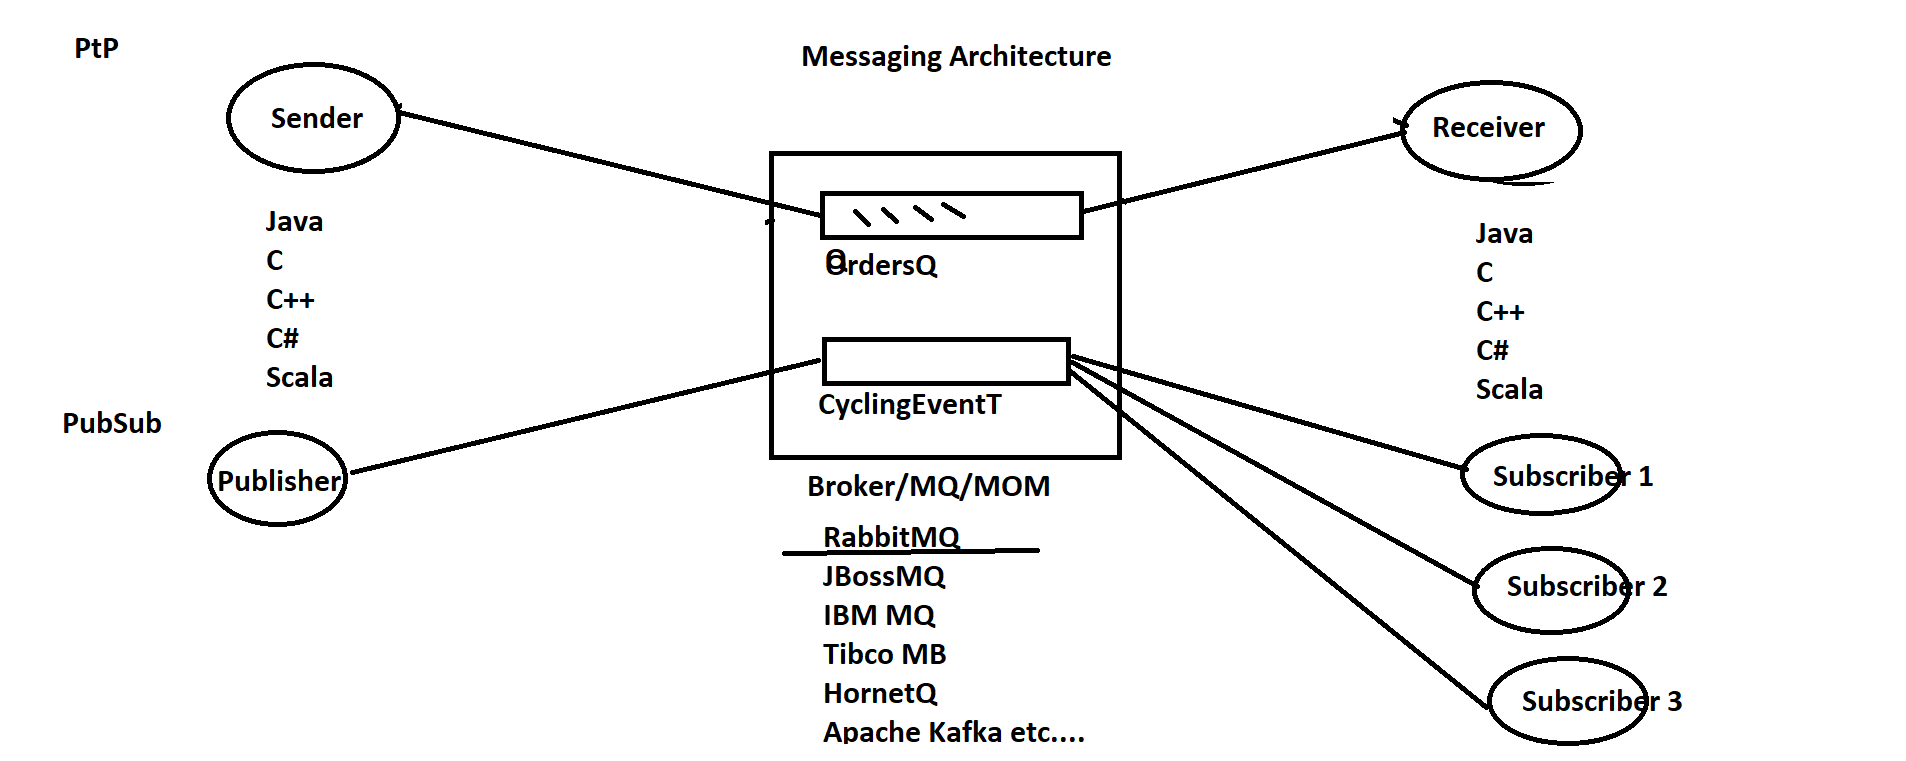 PtP
Messaging Architecture
Sender
Receiver
Java
C
C++
C#
Scala
OrdersQ
Java
C
C++
C#
Scala
CyclingEventT
PubSub
Publisher
Broker/MQ/MOM
RabbitMQ
JBossMQ
IBM MQ
Tibco MB
HornetQ
Apache Kafka etc....
Subscriber 1
Subscriber 2
Subscriber 3